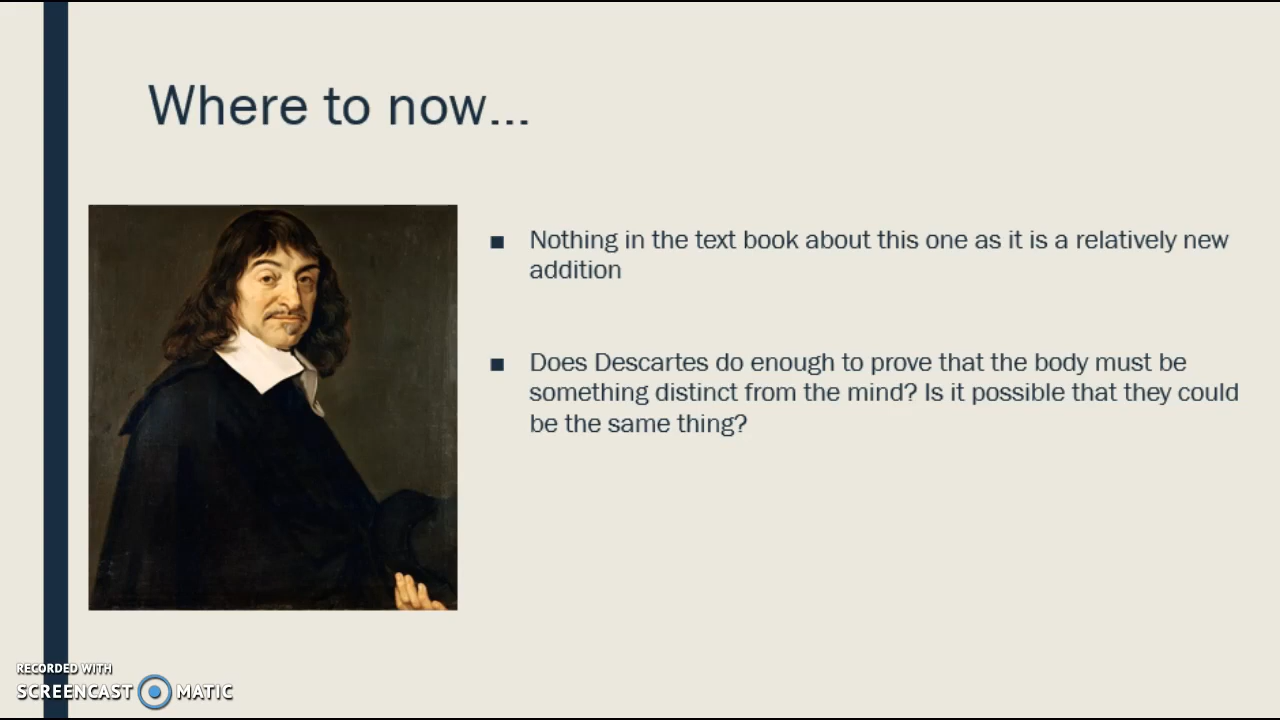 Where to now...
Nothing in the text book about this one as it is a relatively new
addition
Does Descartes do enough to prove that the body must be
something distinct from the mind? Is it possible that they could
be the same thing?
RECORDED WITH
SCREENCAST MATIC